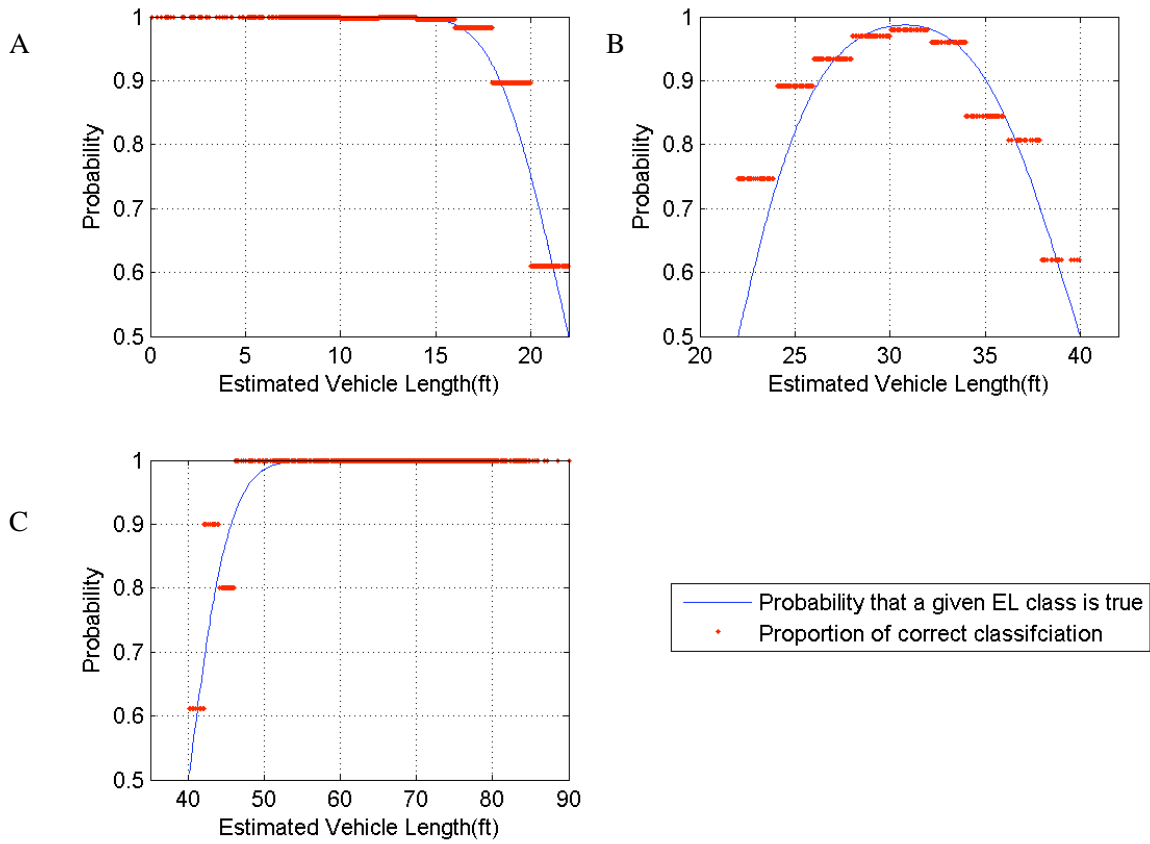 A
Probability
1
0.9
0.8
0.7
0.6
0.5
0 5 10 15 20
Estimated Vehicle Length(ft)
B
Probability
1
0.9
0.8
0.7
0.6
0.5
20 25 30 35 40
Estimated Vehicle Length(ft)
C
Probability
1
0.9
0.8
0.7
0.6
0.5
40 50 60 70 80 90
Estimated Vehicle Length(ft)
Probability that a given EL class is true
Proportion of correct classifciation